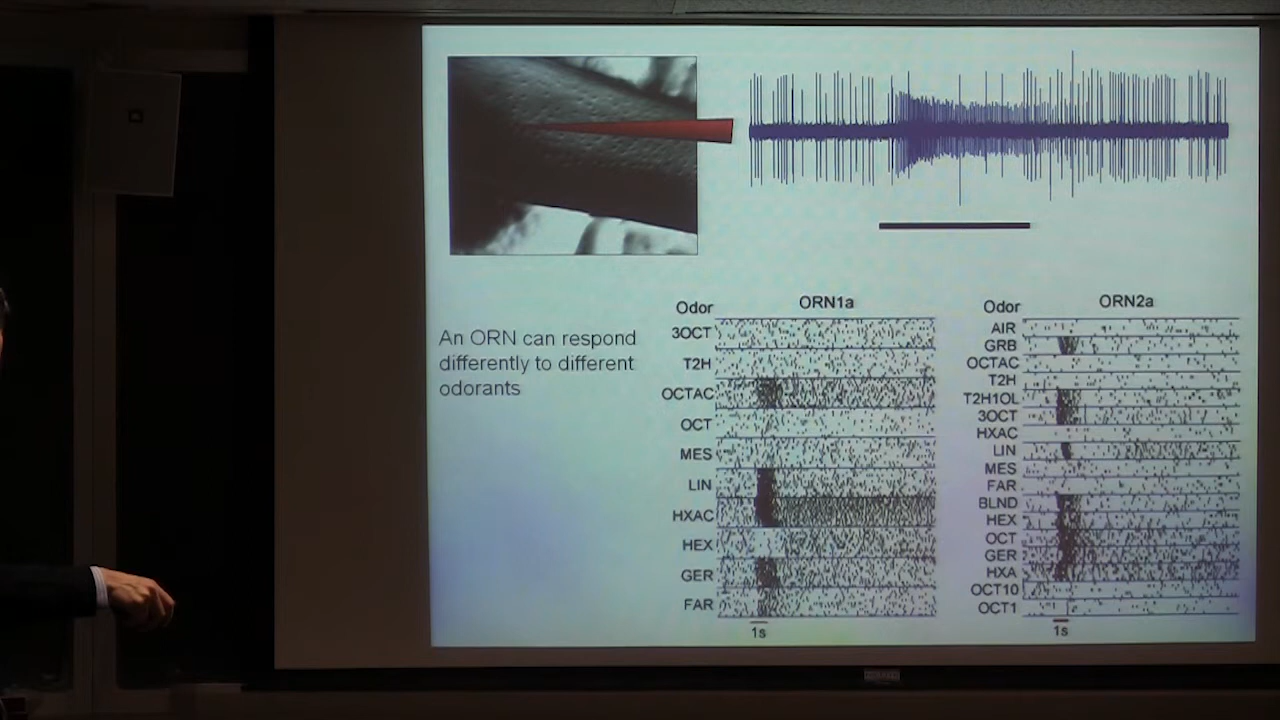 An ORN can respond
differently to different
odorants
Odor ORN1a
3OCT
T2H
OCTAC
OCT
MES
LIN
HXAC
HEX
GER
FAR
1s
Odor ORN2a
AIR
GRB
OCTAC
T2H
T2H1OL
3OCT
HXAC
LIN
MES
FAR
BLND
HEX
OCT
GER
HXA
OCT10
OCT1
1s